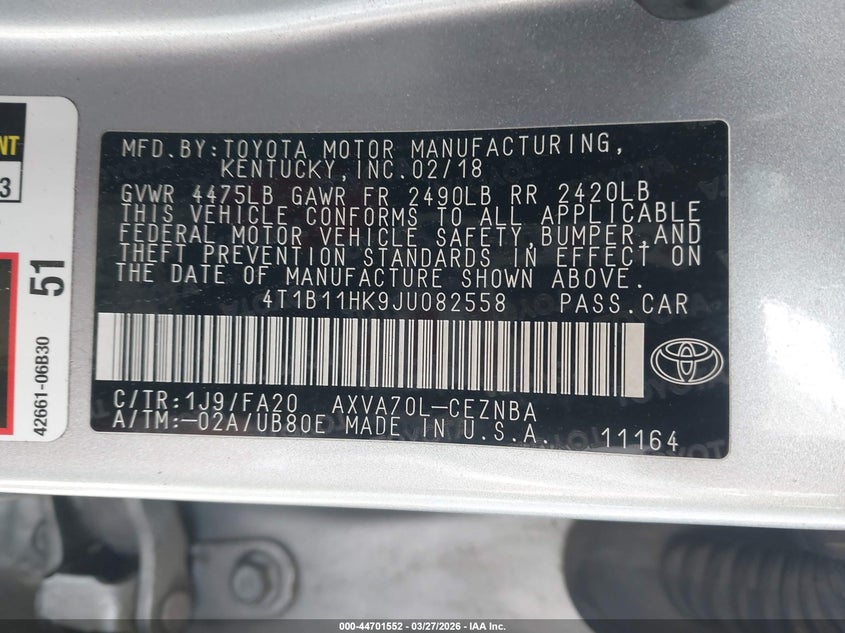 NT
3
51
42661-06B30
MFD.BY:TOYOTA MOTOR MANUFACTURING,
KENTUCKY,INC.02/18
GVWR 4475LB GAWR FR 2490LB RR 2420LB
THIS VEHICLE CONFORMS TO ALL APPLICABLE
FEDERAL MOTOR VEHICLE SAFETY,BUMPER,AND
THEFT PREVENTION STANDARDS IN EFFECT ON
THE DATE OF MANUFACTURE SHOWN ABOVE.
4T1B11HK9JU082558 PASS.CAR
C/TR:1J9/FA20 AXVA70L-CEZNBA
A/TM:-02A/UB80E MADE IN U.S.A. 11164
000-44701552 — 03/27/2026 — IAA Inc.